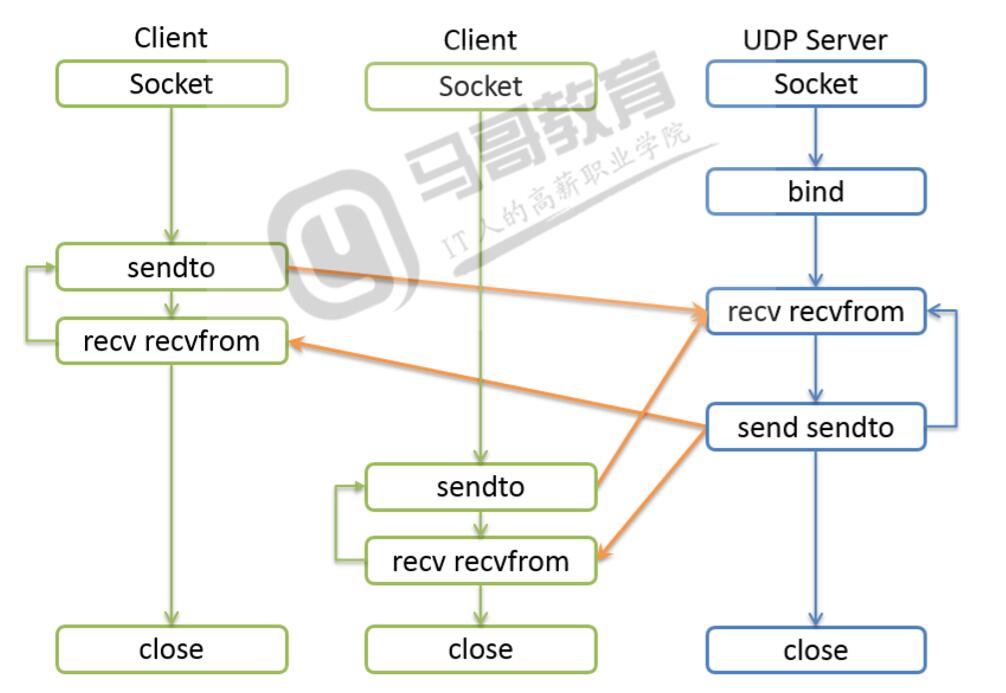 Client
Socket
sendto
recv recvfrom
close
Client
Socket
sendto
recv recvfrom
close
UDP Server
Socket
bind
recv recvfrom
send sendto
close
马哥教育
IT人的高薪职业学院